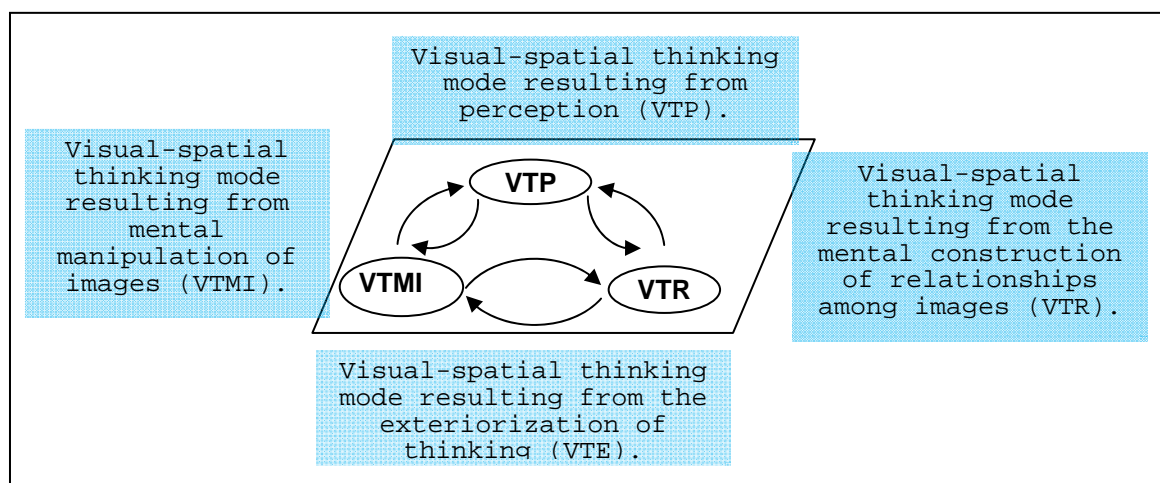 Visual-spatial thinking
mode resulting from
perception (VTP).
Visual-spatial
thinking mode
resulting from
mental
manipulation of
images (VTMI).
VTP
VTMI
VTR
Visual-spatial
thinking mode
resulting from the
mental construction
of relationships
among images (VTR).
Visual-spatial thinking
mode resulting from the
exteriorization of
thinking (VTE).